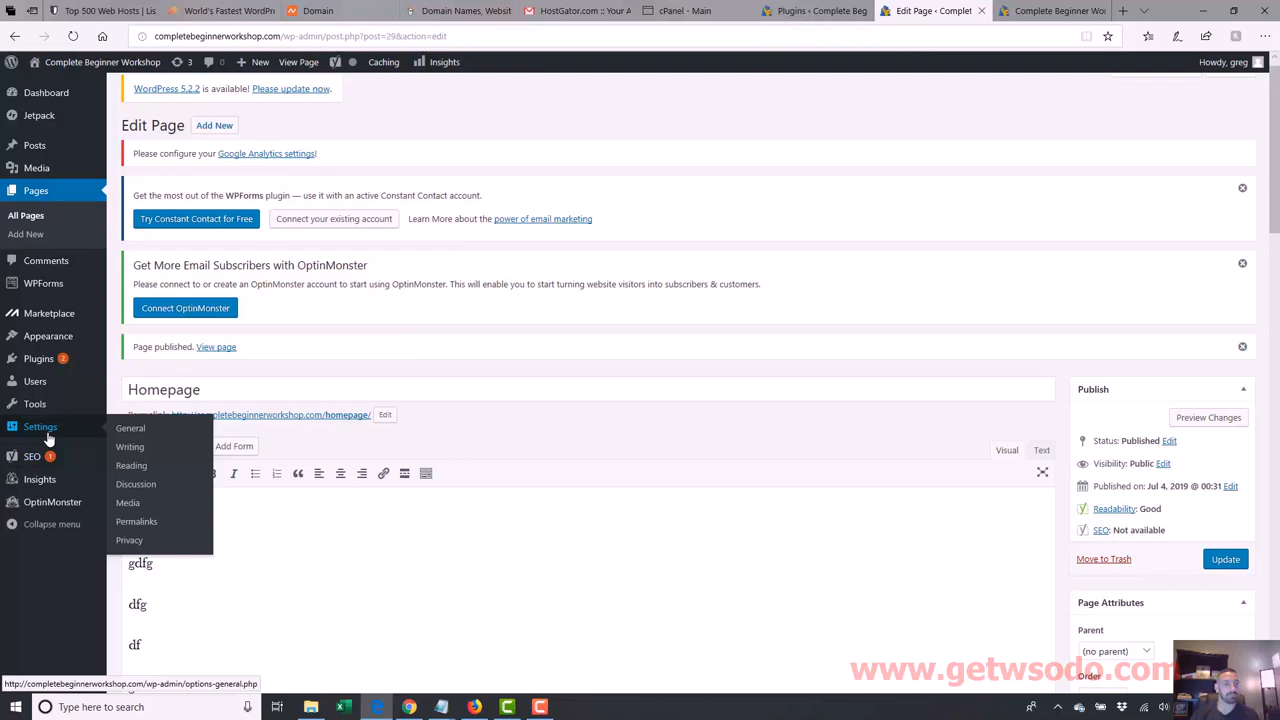 Top 500 Web Hosts | Lis
World's Fastest WordPr
Domain
Domain Names, Websit
HostGator.com :: Your A
cPanel - Main
Plugins < Complete Beg
Edit Page < Complet
Complete Beginner Wor
completebeginnerworkshop.com/wp-admin/post.php?post=29&action=edit
Complete Beginner Workshop
3
0
New
View Page
Caching
Insights
Howdy, greg
WordPress 5.2.2 is available! Please update now.
Dashboard
Jetpack
Posts
Media
Pages
All Pages
Add New
Comments
WPForms
Marketplace
Appearance
Plugins 2
Users
Tools
Settings
SEO 1
Insights
OptinMonster
Collapse menu
General
Writing
Reading
Discussion
Media
Permalinks
Privacy
Edit Page Add New
Please configure your Google Analytics settings!
Get the most out of the WPForms plugin — use it with an active Constant Contact account.
Try Constant Contact for Free Connect your existing account Learn More about the power of email marketing
Get More Email Subscribers with OptinMonster
Please connect to or create an OptinMonster account to start using OptinMonster. This will enable you to start turning website visitors into subscribers & customers.
Connect OptinMonster
Page published. View page
Homepage
completebeginnerworkshop.com/homepage/ Edit
Add Form
Visual Text
gdfg
dfg
df
Publish
Preview Changes
Status: Published Edit
Visibility: Public Edit
Published on: Jul 4, 2019 @ 00:31 Edit
Readability: Good
SEO: Not available
Move to Trash Update
Page Attributes
Parent
(no parent)
Order
www.getwsodo.com
http://completebeginnerworkshop.com/wp-admin/options-general.php
Type here to search